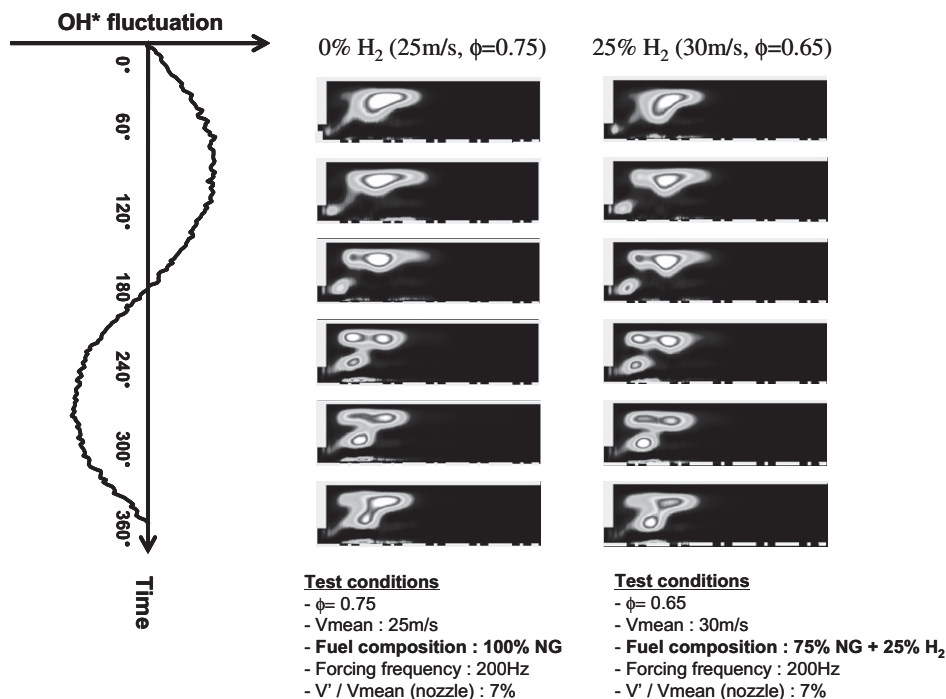 OH* fluctuation
0% H₂ (25m/s, ϕ=0.75)
25% H₂ (30m/s, ϕ=0.65)
0°
60°
120°
180°
240°
300°
360°
Time
Test conditions
- ϕ= 0.75
- Vmean : 25m/s
- Fuel composition : 100% NG
- Forcing frequency : 200Hz
- V' / Vmean (nozzle) : 7%
Test conditions
- ϕ= 0.65
- Vmean : 30m/s
- Fuel composition : 75% NG + 25% H₂
- Forcing frequency : 200Hz
- V' / Vmean (nozzle) : 7%